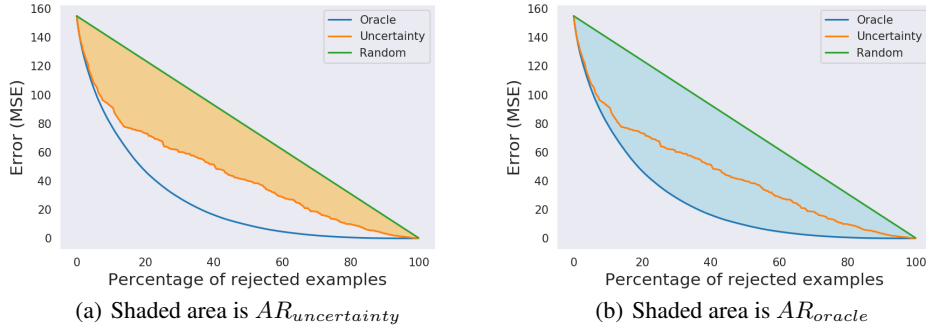 160
140
120
100
80
60
40
20
0
Error (MSE)
Oracle
Uncertainty
Random
0 20 40 60 80 100
Percentage of rejected examples
(a) Shaded area is AR_uncertainty
160
140
120
100
80
60
40
20
0
Error (MSE)
Oracle
Uncertainty
Random
0 20 40 60 80 100
Percentage of rejected examples
(b) Shaded area is AR_oracle